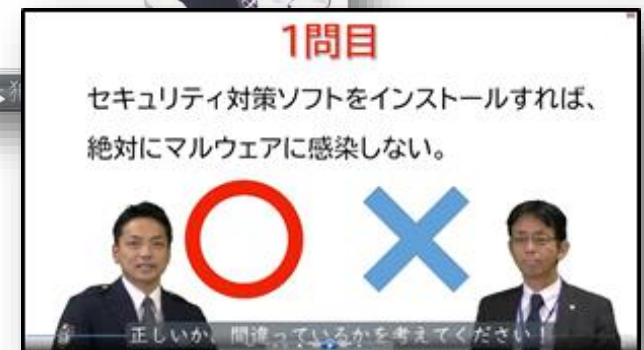 1問目
セキュリティ対策ソフトをインストールすれば、
絶対にマルウェアに感染しない。
正しいか、間違っているかを考えてください！